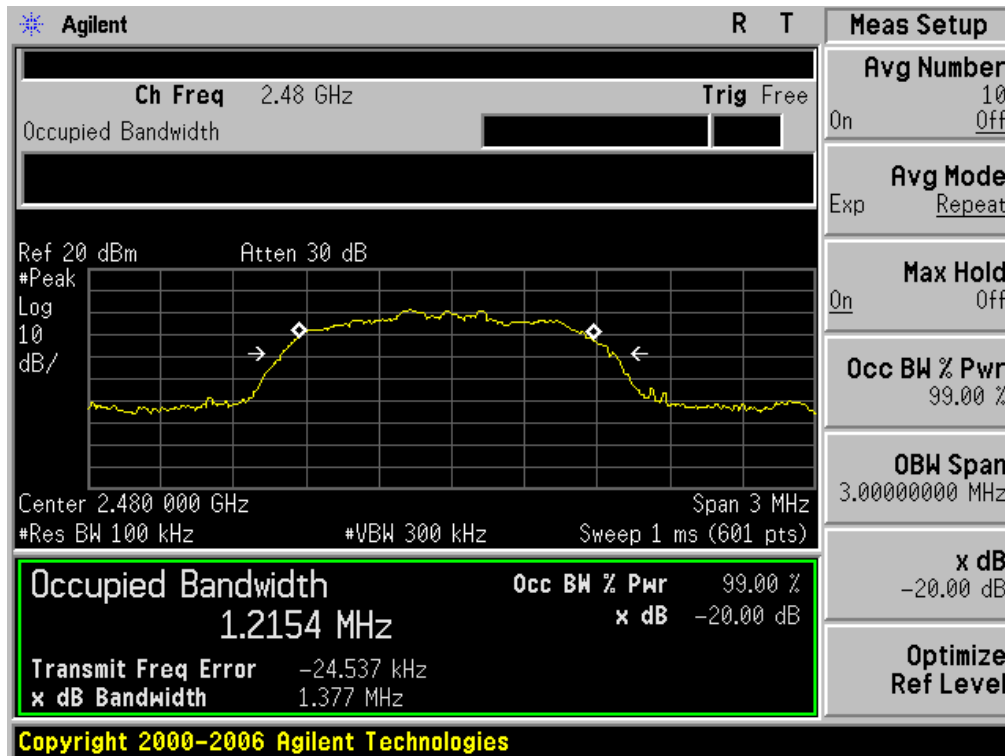 Agilent R T
Ch Freq 2.48 GHz Trig Free
Occupied Bandwidth
Ref 20 dBm Atten 30 dB
#Peak
Log
10
dB/
Center 2.480 000 GHz Span 3 MHz
#Res BW 100 kHz #VBW 300 kHz Sweep 1 ms (601 pts)
Occupied Bandwidth
1.2154 MHz
Occ BW % Pwr 99.00 %
x dB -20.00 dB
Transmit Freq Error -24.537 kHz
x dB Bandwidth 1.377 MHz
Meas Setup
Avg Number
10
On Off
Avg Mode
Exp Repeat
Max Hold
On Off
Occ BW % Pwr
99.00 %
OBW Span
3.00000000 MHz
x dB
-20.00 dB
Optimize
Ref Level
Copyright 2000-2006 Agilent Technologies